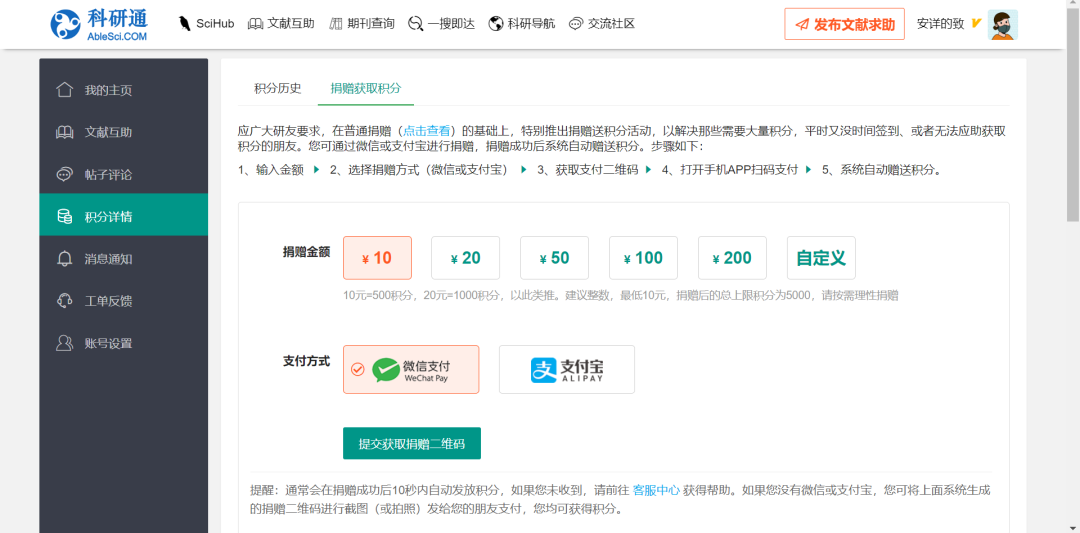 科研通
AbleSci.COM
SciHub 文献互助 期刊查询 一搜即达 科研导航 交流社区
发布文献求助
安详的致
我的主页
文献互助
帖子评论
积分详情
消息通知
工单反馈
账号设置
积分历史 捐赠获取积分
应广大研友要求，在普通捐赠（点击查看）的基础上，特别推出捐赠送积分活动，以解决那些需要大量积分，平时又没时间签到、或者无法应助获取
积分的朋友。您可通过微信或支付宝进行捐赠，捐赠成功后系统自动赠送积分。步骤如下：
1、输入金额 2、选择捐赠方式（微信或支付宝） 3、获取支付二维码 4、打开手机APP扫码支付 5、系统自动赠送积分。
捐赠金额 ¥ 10 ¥ 20 ¥ 50 ¥ 100 ¥ 200 自定义
10元=500积分，20元=1000积分，以此类推。建议整数，最低10元，捐赠后的总上限积分为5000，请按需理性捐赠
支付方式
微信支付
WeChat Pay
支付宝
ALIPAY
提交获取捐赠二维码
提醒：通常会在捐赠成功后10秒内自动发放积分，如果您未收到，请前往 客服中心 获得帮助。如果您没有微信或支付宝，您可将上面系统生成
的捐赠二维码进行截图（或拍照）发给您的朋友支付，您均可获得积分。